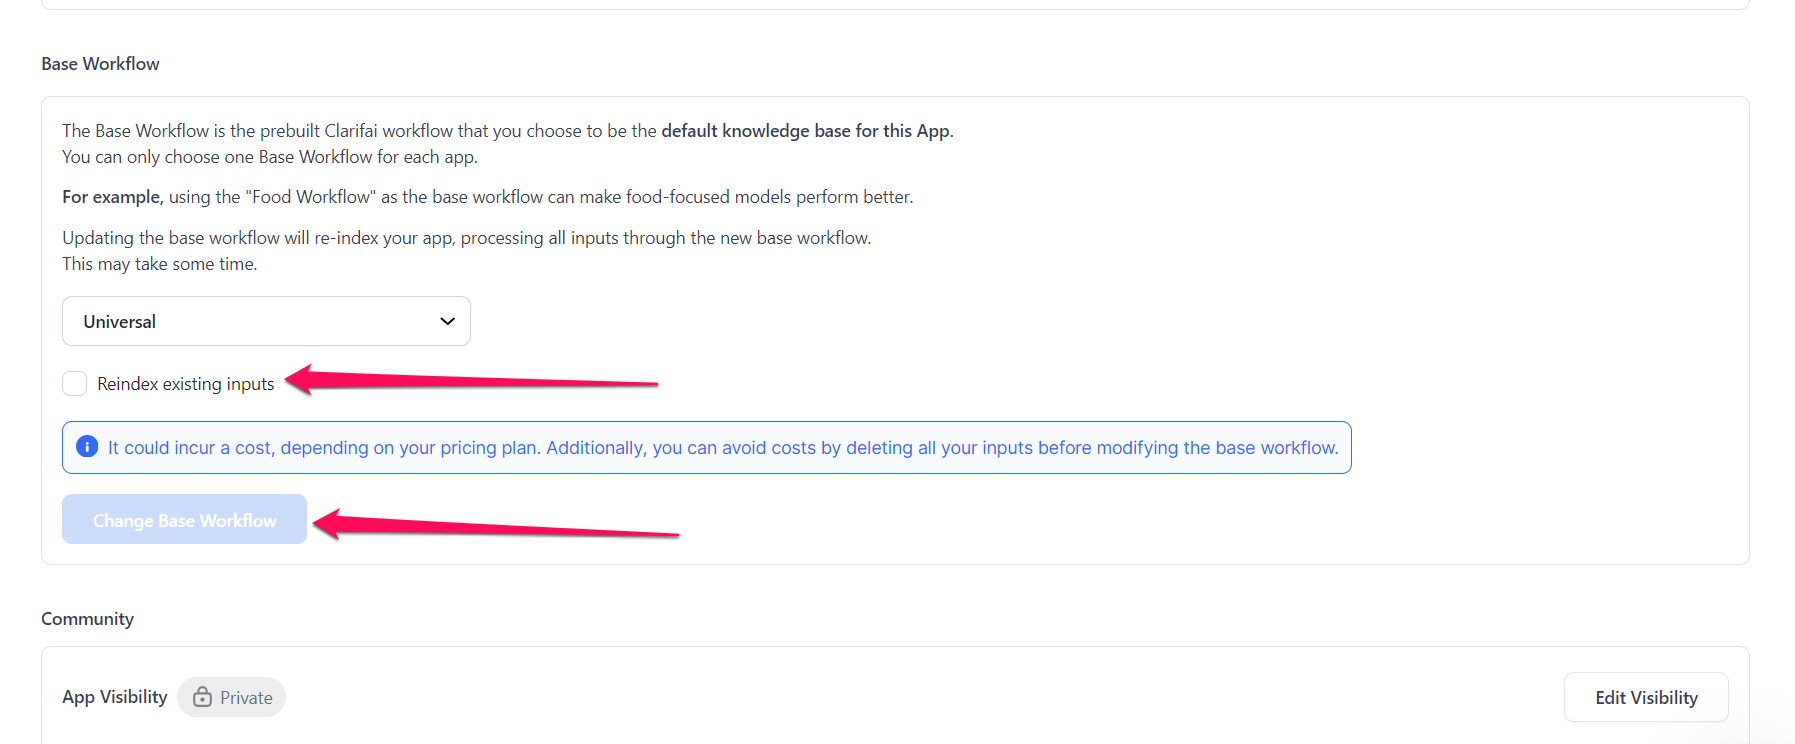 Base Workflow
The Base Workflow is the prebuilt Clarifai workflow that you choose to be the default knowledge base for this App.
You can only choose one Base Workflow for each app.
For example, using the "Food Workflow" as the base workflow can make food-focused models perform better.
Updating the base workflow will re-index your app, processing all inputs through the new base workflow.
This may take some time.
Universal
Reindex existing inputs
It could incur a cost, depending on your pricing plan. Additionally, you can avoid costs by deleting all your inputs before modifying the base workflow.
Change Base Workflow
Community
App Visibility Private Edit Visibility